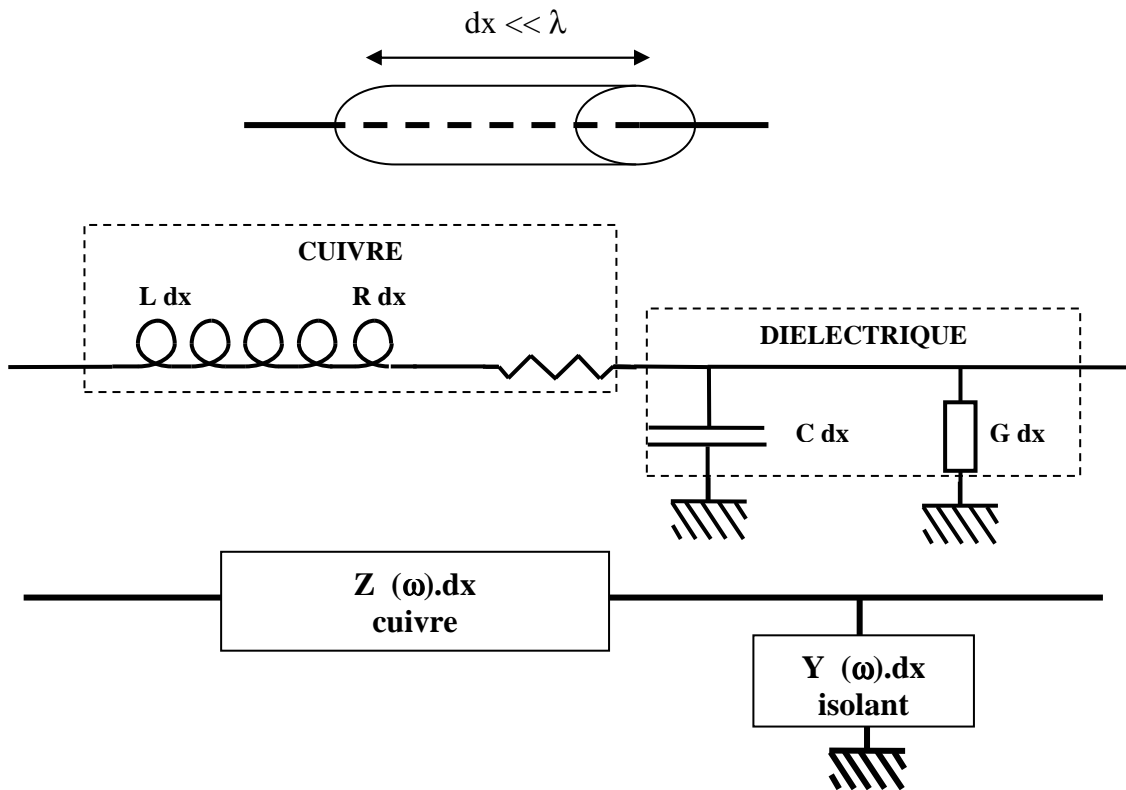 dx << λ
CUIVRE
L dx R dx
DIELECTRIQUE
C dx G dx
Z (ω).dx
cuivre
Y (ω).dx
isolant